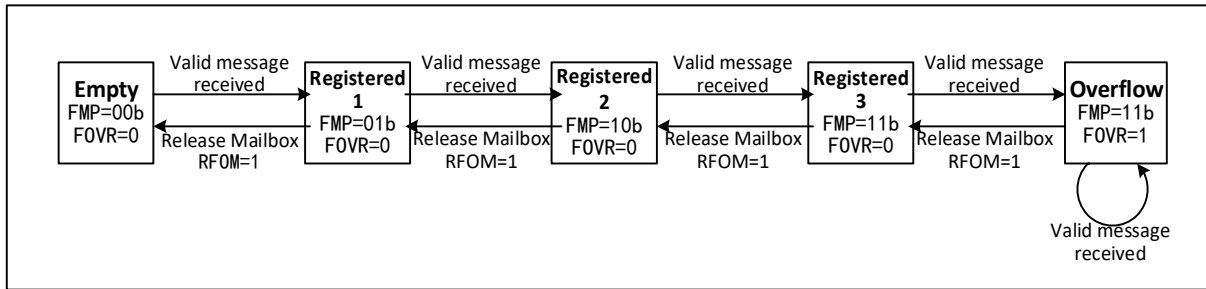 Empty
FMP=00b
FOVR=0
Valid message
received
Release Mailbox
RFOM=1
Registered
1
FMP=01b
FOVR=0
Valid message
received
Release Mailbox
RFOM=1
Registered
2
FMP=10b
FOVR=0
Valid message
received
Release Mailbox
RFOM=1
Registered
3
FMP=11b
FOVR=0
Valid message
received
Release Mailbox
RFOM=1
Overflow
FMP=11b
FOVR=1
Valid message
received